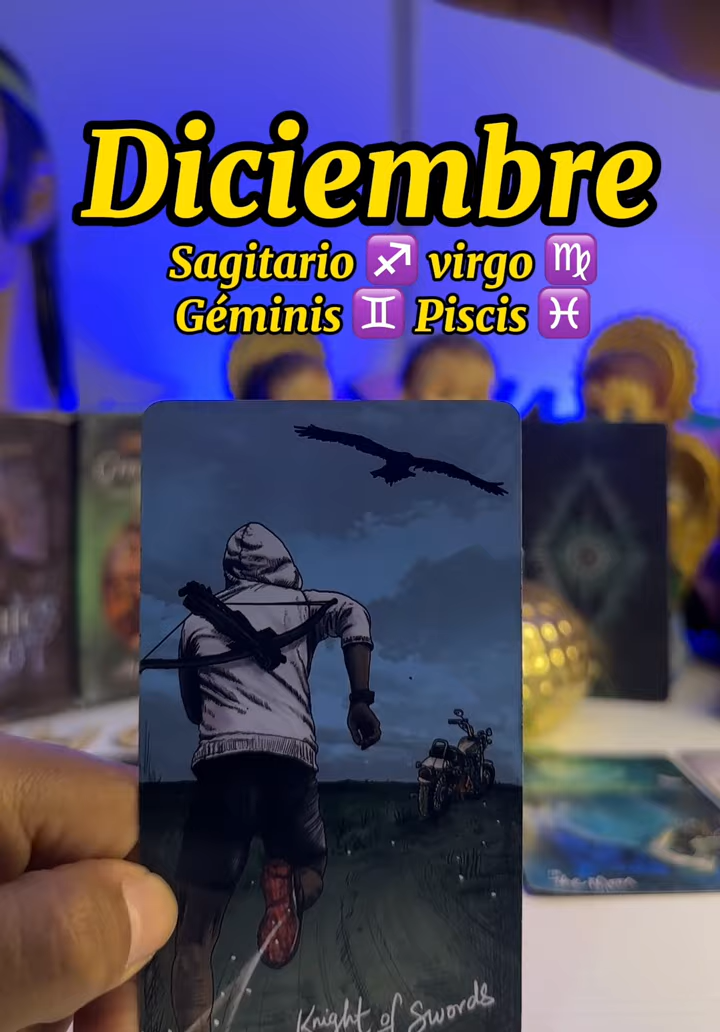 Diciembre
Sagitario ♐ virgo ♍
Géminis ♊ Piscis ♓
Knight of Swords
The Moon